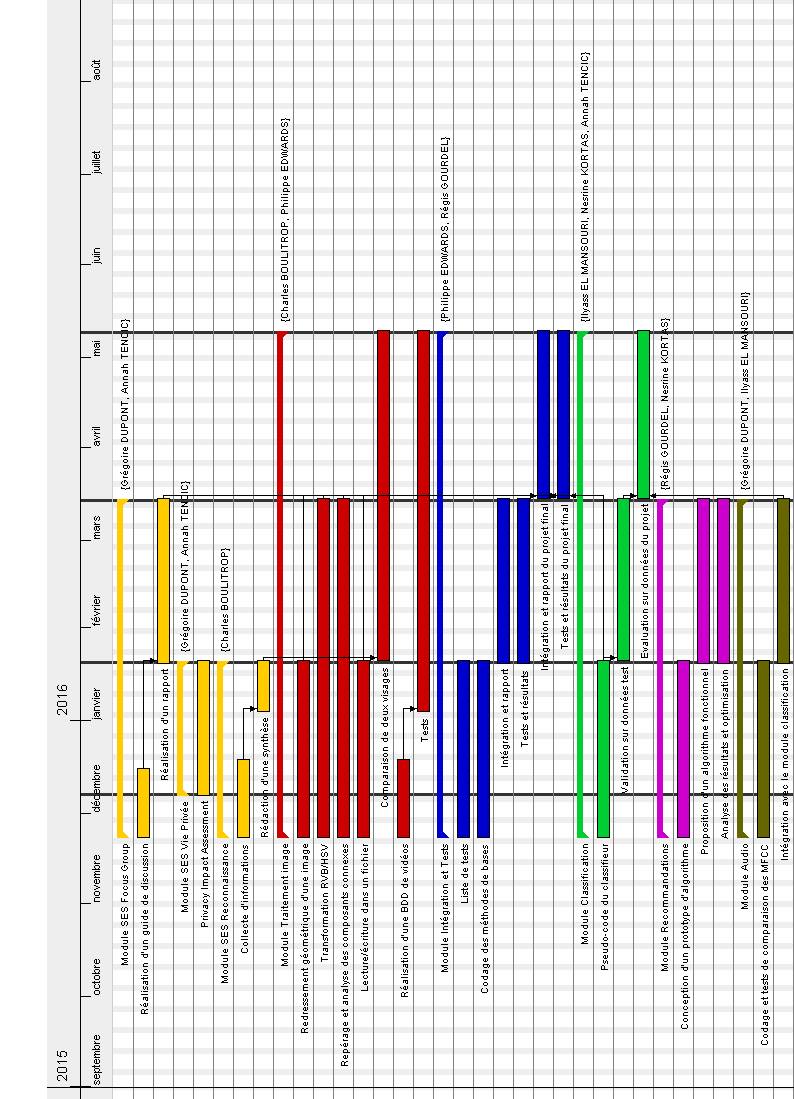 2015
2016
septembre
octobre
novembre
décembre
janvier
février
mars
avril
mai
juin
juillet
août
Module SES Focus Group
{Grégoire DUPONT, Annah TENCIC}
Réalisation d'un guide de discussion
Réalisation d'un rapport
Module SES Vie Privée
{Grégoire DUPONT, Annah TENCIC}
Privacy Impact Assessment
Module SES Reconnaissance
{Charles BOULITROP}
Collecte d'informations
Rédaction d'une synthèse
Module Traitement image
{Charles BOULITROP, Philippe EDWARDS}
Redressement géométrique d'une image
Transformation RVB/HSV
Repérage et analyse des composants connexes
Lecture/écriture dans un fichier
Comparaison de deux visages
Réalisation d'une BDD de vidéos
Tests
Module Intégration et Tests
{Philippe EDWARDS, Régis GOURDEL}
Liste de tests
Codage des méthodes de bases
Intégration et rapport
Tests et résultats
Intégration et rapport du projet final
Tests et résultats du projet final
Module Classification
{Ilyass EL MANSOURI, Nesrine KORTAS, Annah TENCIC}
Pseudo-code du classifieur
Validation sur données test
Evaluation sur données du projet
Module Recommandations
{Régis GOURDEL, Nesrine KORTAS}
Conception d'un prototype d'algorithme
Proposition d'un algorithme fonctionnel
Analyse des résultats et optimisation
Module Audio
{Grégoire DUPONT, Ilyass EL MANSOURI}
Codage et tests de comparaison des MFCC
Intégration avec le module classification